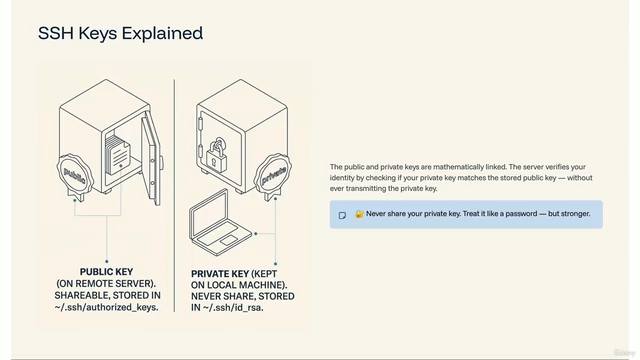 SSH Keys Explained
public
private
PUBLIC KEY
(ON REMOTE SERVER).
SHAREABLE, STORED IN
~/.ssh/authorized_keys.
PRIVATE KEY (KEPT
ON LOCAL MACHINE).
NEVER SHARE, STORED
IN ~/.ssh/id_rsa.
The public and private keys are mathematically linked. The server verifies your
identity by checking if your private key matches the stored public key — without
ever transmitting the private key.
🔐 Never share your private key. Treat it like a password — but stronger.
Udemy